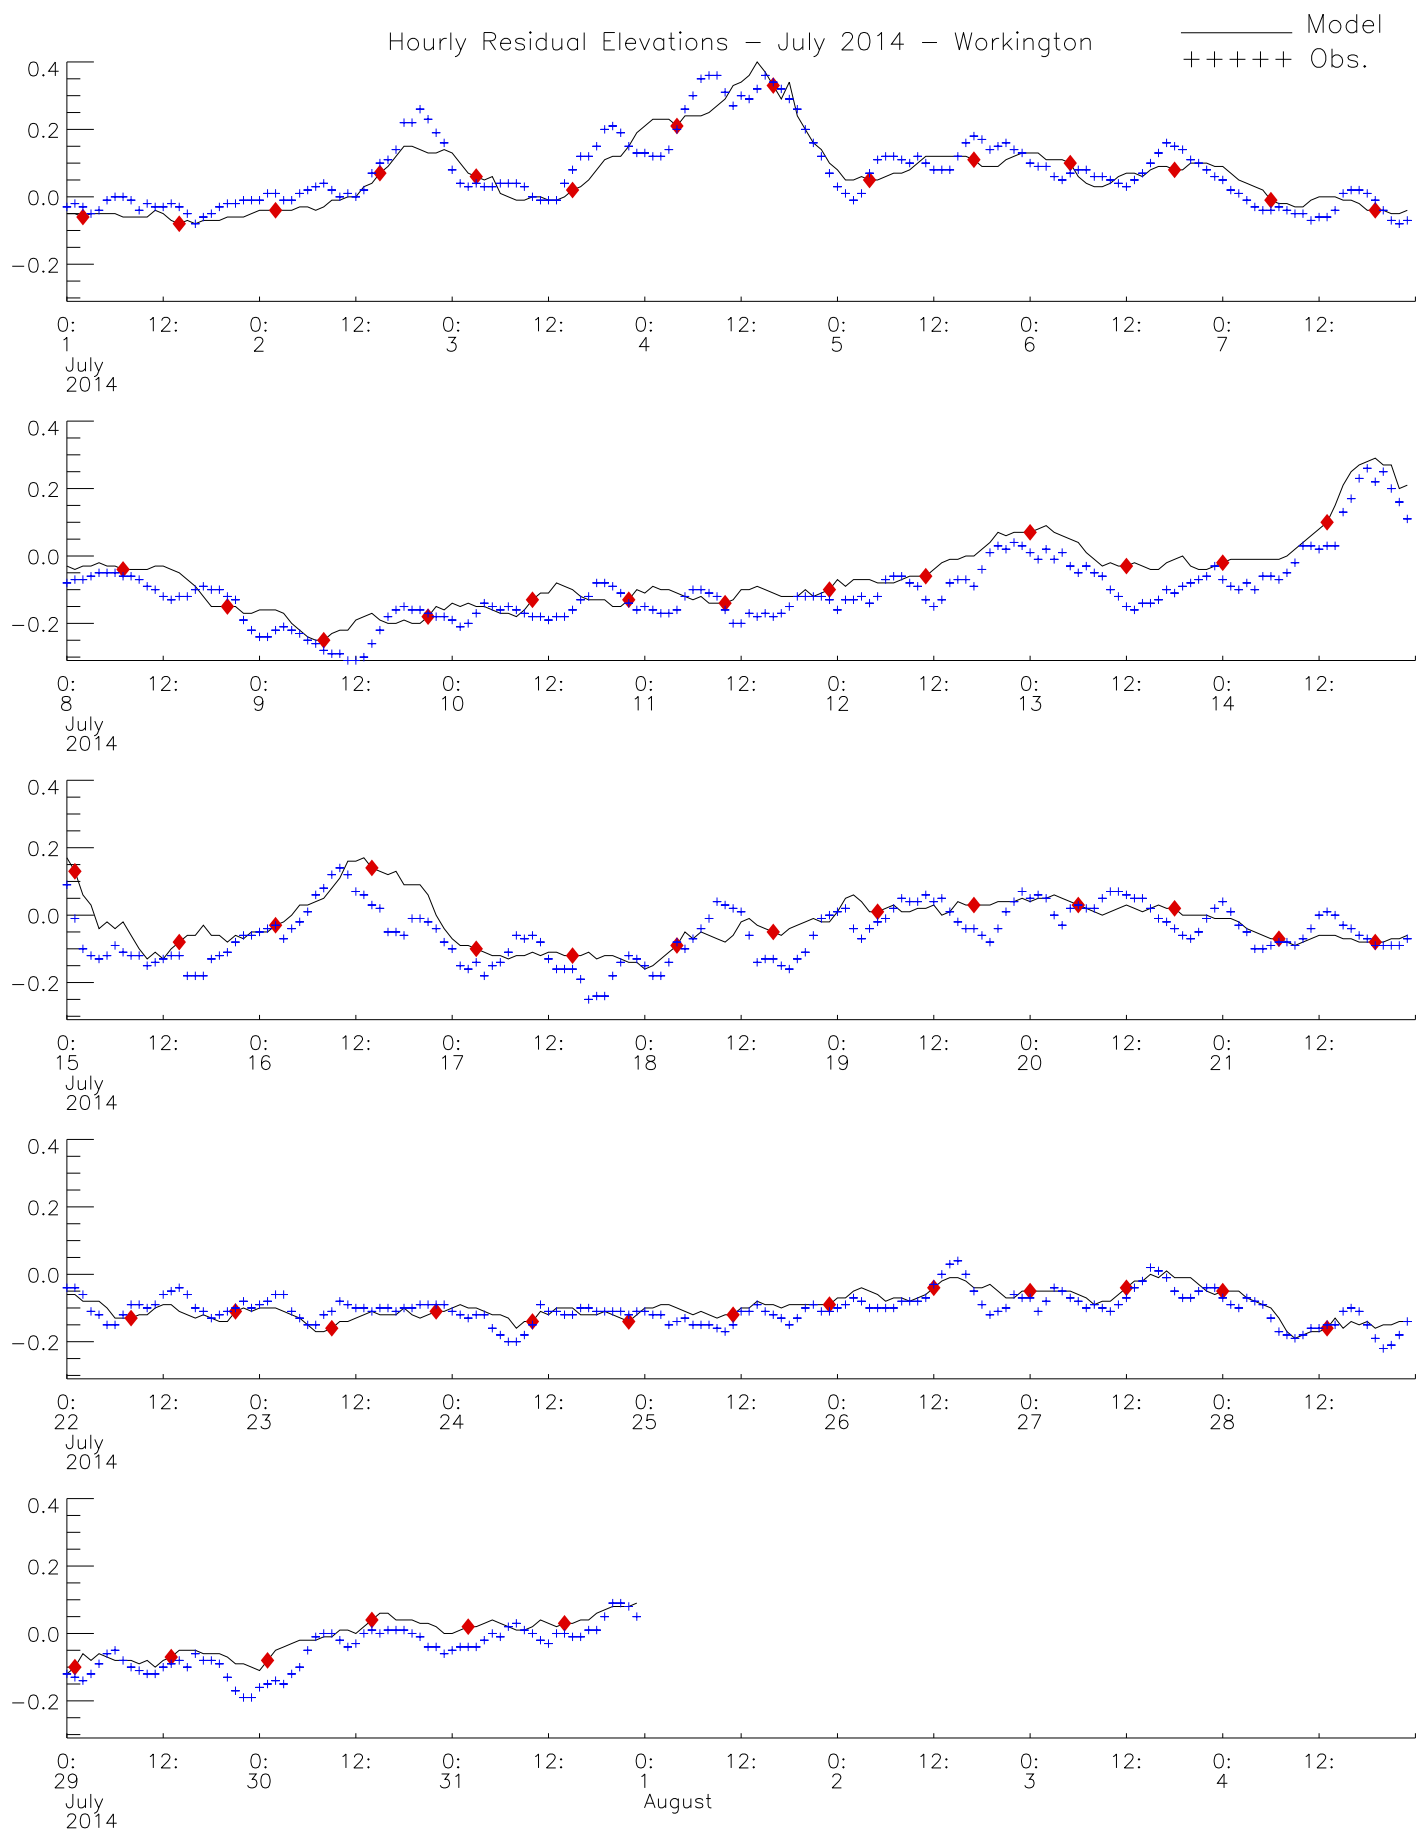 Hourly Residual Elevations – July 2014 – Workington
Model
+++++ Obs.
0.4
0.2
0.0
−0.2
0: 12: 0: 12: 0: 12: 0: 12: 0: 12: 0: 12: 0: 12:
1 2 3 4 5 6 7
July
2014
0.4
0.2
0.0
−0.2
0: 12: 0: 12: 0: 12: 0: 12: 0: 12: 0: 12: 0: 12:
8 9 10 11 12 13 14
July
2014
0.4
0.2
0.0
−0.2
0: 12: 0: 12: 0: 12: 0: 12: 0: 12: 0: 12: 0: 12:
15 16 17 18 19 20 21
July
2014
0.4
0.2
0.0
−0.2
0: 12: 0: 12: 0: 12: 0: 12: 0: 12: 0: 12: 0: 12:
22 23 24 25 26 27 28
July
2014
0.4
0.2
0.0
−0.2
0: 12: 0: 12: 0: 12: 0: 12: 0: 12: 0: 12: 0: 12:
29 30 31 1 2 3 4
July August
2014